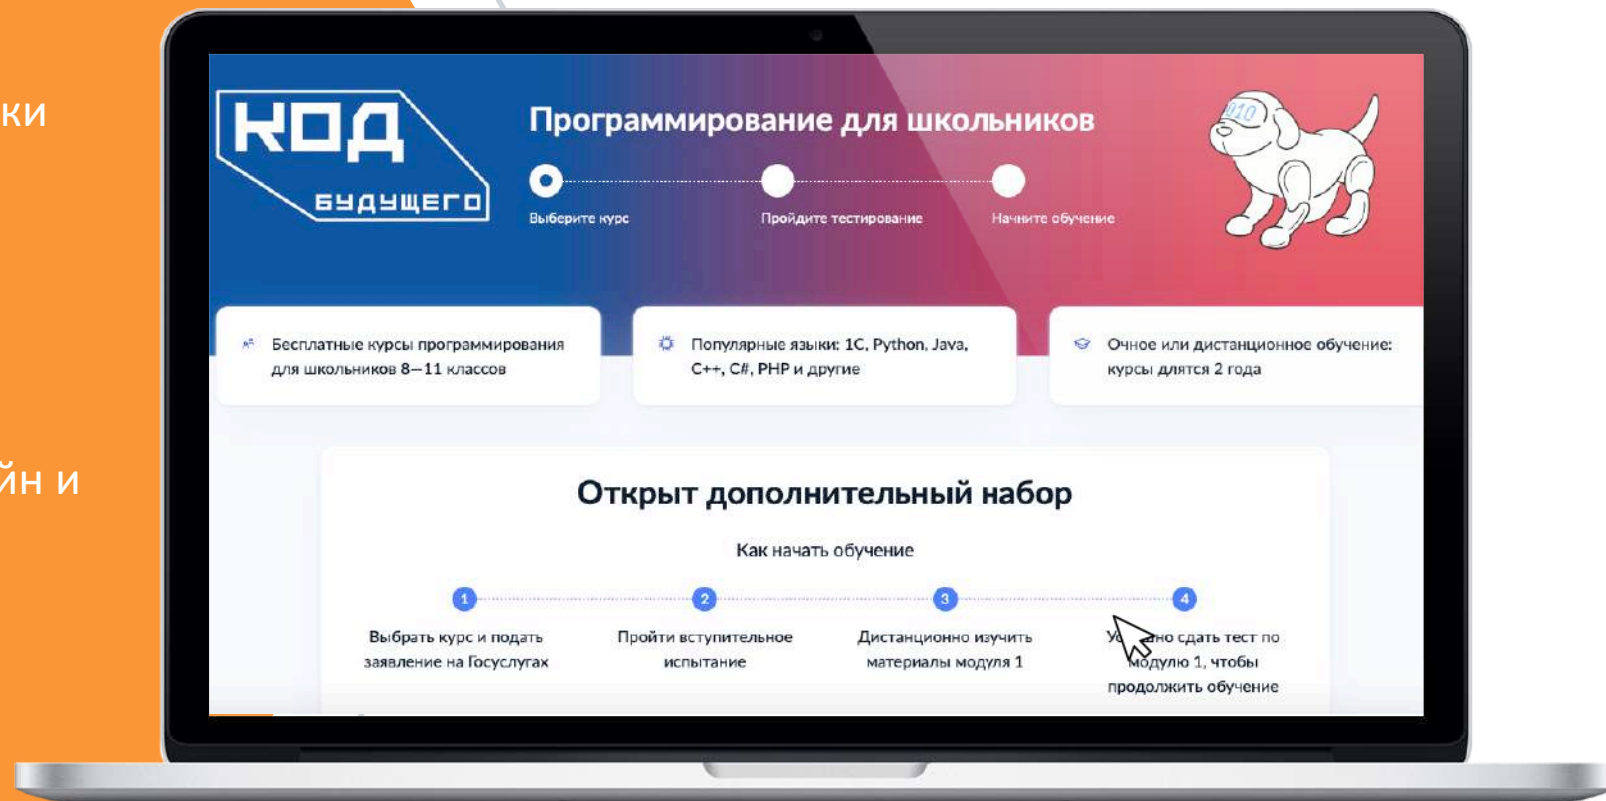 ки
йн и
КОД
БУДУЩЕГО
Программирование для школьников
Выберите курс
Пройдите тестирование
Начните обучение
010
Бесплатные курсы программирования
для школьников 8—11 классов
Популярные языки: 1С, Python, Java,
C++, C#, PHP и другие
Очное или дистанционное обучение:
курсы длятся 2 года
Открыт дополнительный набор
Как начать обучение
1
2
3
4
Выбрать курс и подать
заявление на Госуслугах
Пройти вступительное
испытание
Дистанционно изучить
материалы модуля 1
сдать тест по
модулю 1, чтобы
продолжить обучение